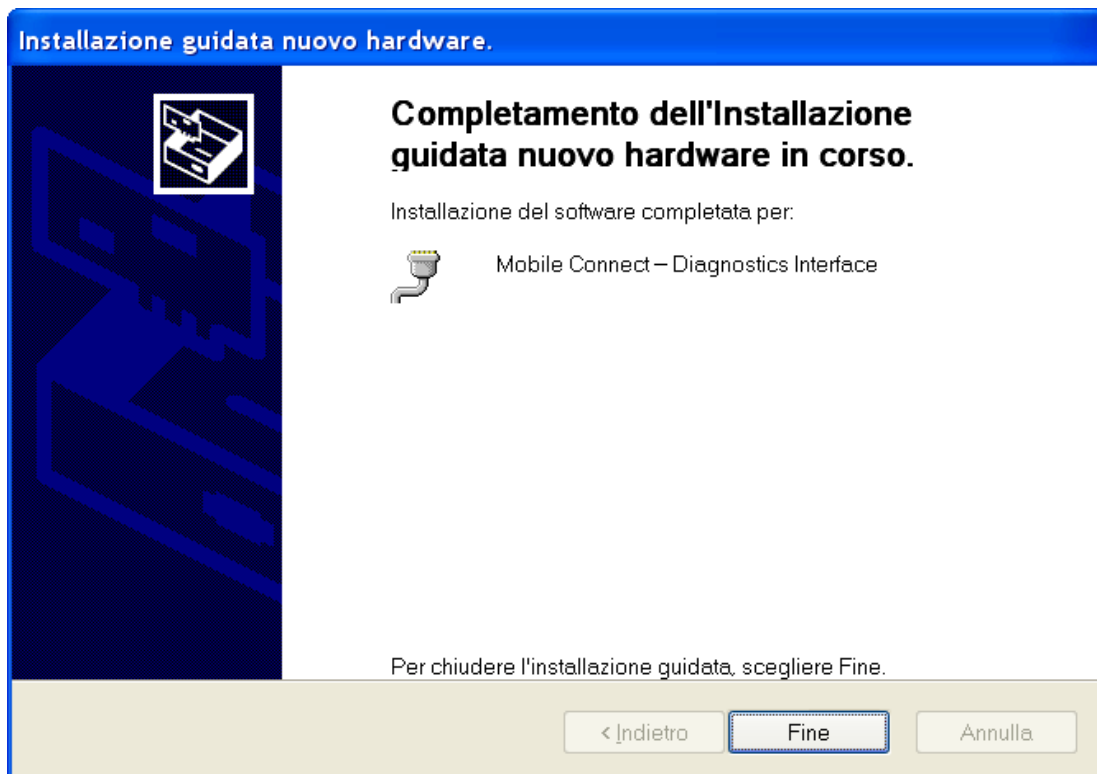 Installazione guidata nuovo hardware.
Completamento dell'Installazione
guidata nuovo hardware in corso.
Installazione del software completata per:
Mobile Connect – Diagnostics Interface
Per chiudere l'installazione guidata, scegliere Fine.
< Indietro
Fine
Annulla